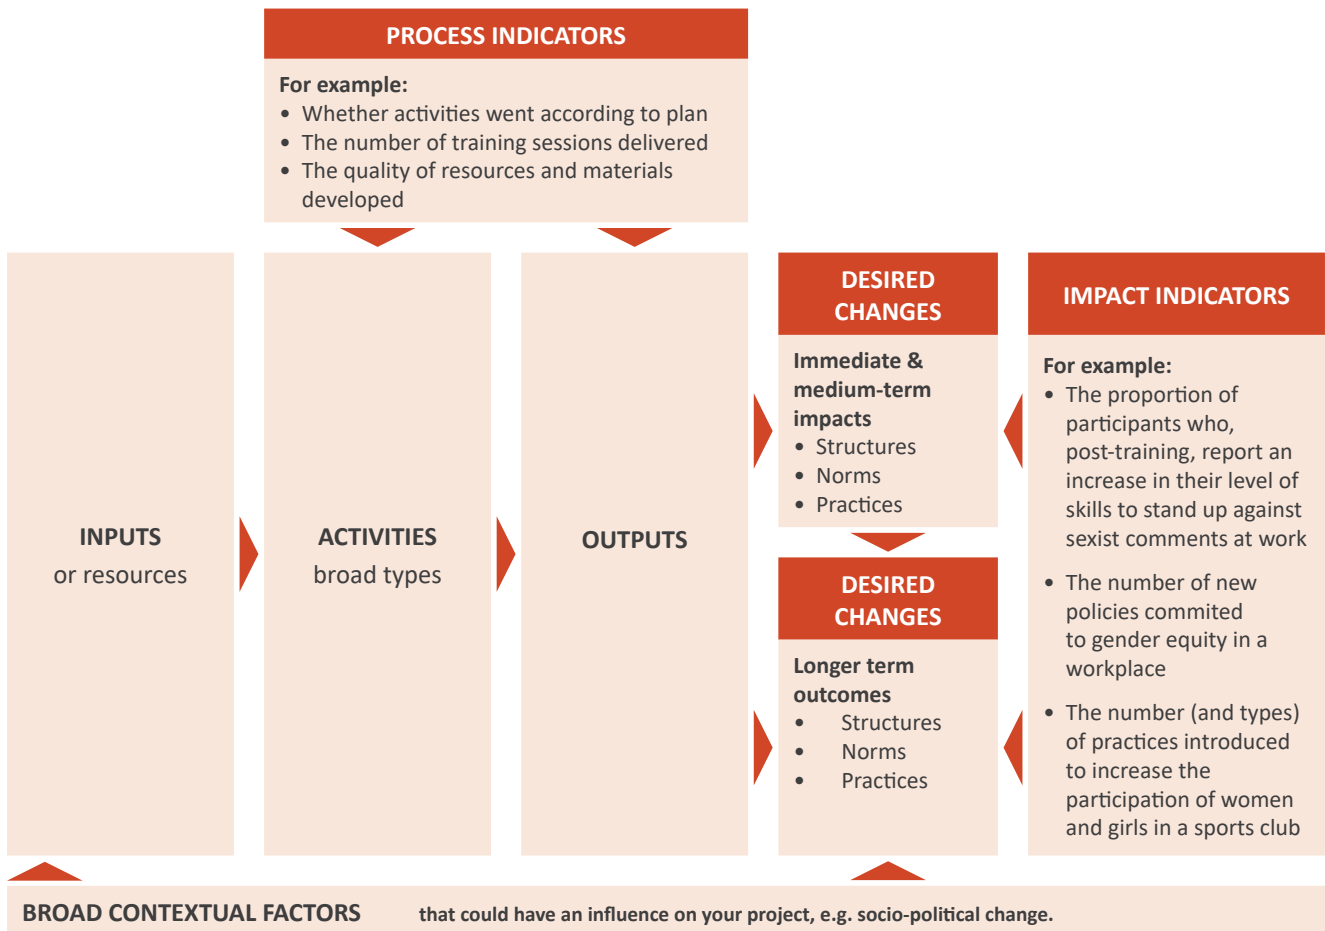 PROCESS INDICATORS
For example:
• Whether activities went according to plan
• The number of training sessions delivered
• The quality of resources and materials
developed
INPUTS
or resources
ACTIVITIES
broad types
OUTPUTS
DESIRED
CHANGES
Immediate &
medium-term
impacts
• Structures
• Norms
• Practices
DESIRED
CHANGES
Longer term
outcomes
• Structures
• Norms
• Practices
IMPACT INDICATORS
For example:
• The proportion of
participants who,
post-training, report an
increase in their level of
skills to stand up against
sexist comments at work
• The number of new
policies commited
to gender equity in a
workplace
• The number (and types)
of practices introduced
to increase the
participation of women
and girls in a sports club
BROAD CONTEXTUAL FACTORS that could have an influence on your project, e.g. socio-political change.